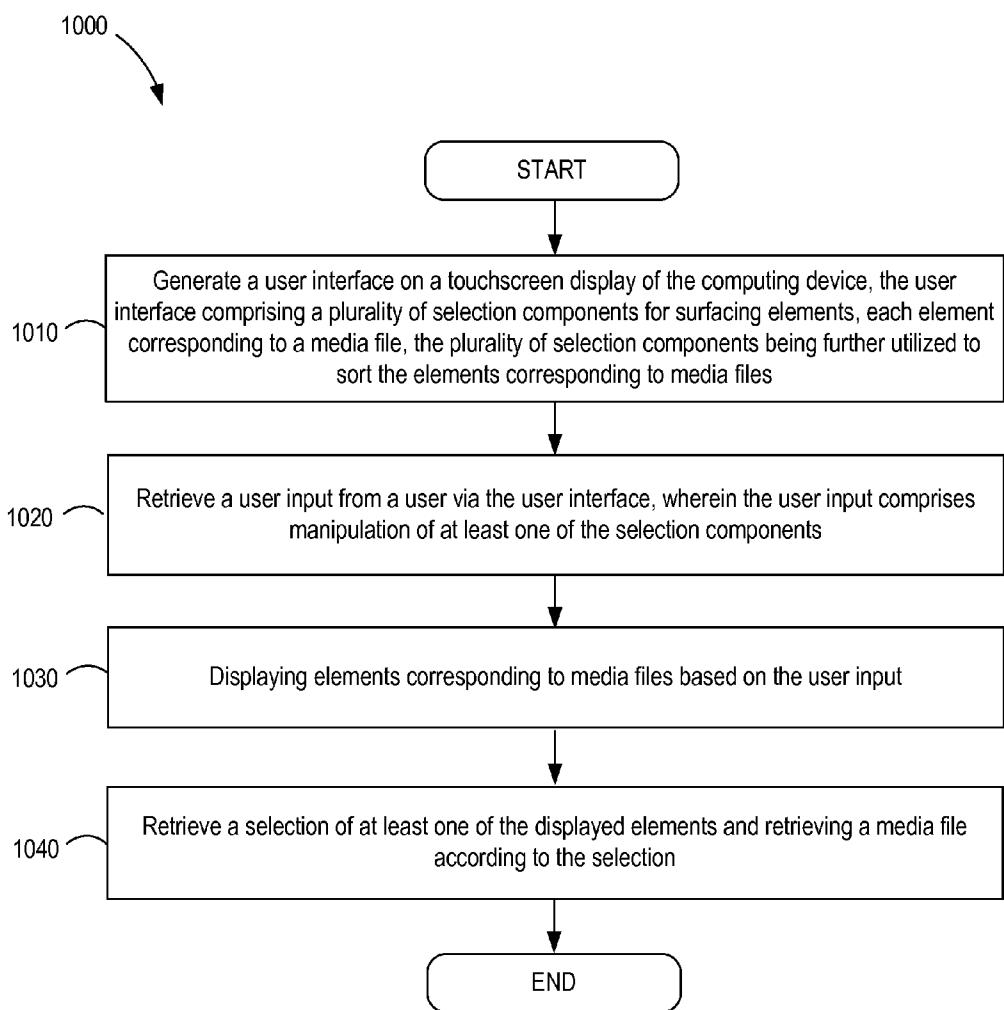 1000
START
Generate a user interface on a touchscreen display of the computing device, the user
interface comprising a plurality of selection components for surfacing elements, each element
corresponding to a media file, the plurality of selection components being further utilized to
sort the elements corresponding to media files
1010
Retrieve a user input from a user via the user interface, wherein the user input comprises
manipulation of at least one of the selection components
1020
Displaying elements corresponding to media files based on the user input
1030
Retrieve a selection of at least one of the displayed elements and retrieving a media file
according to the selection
1040
END